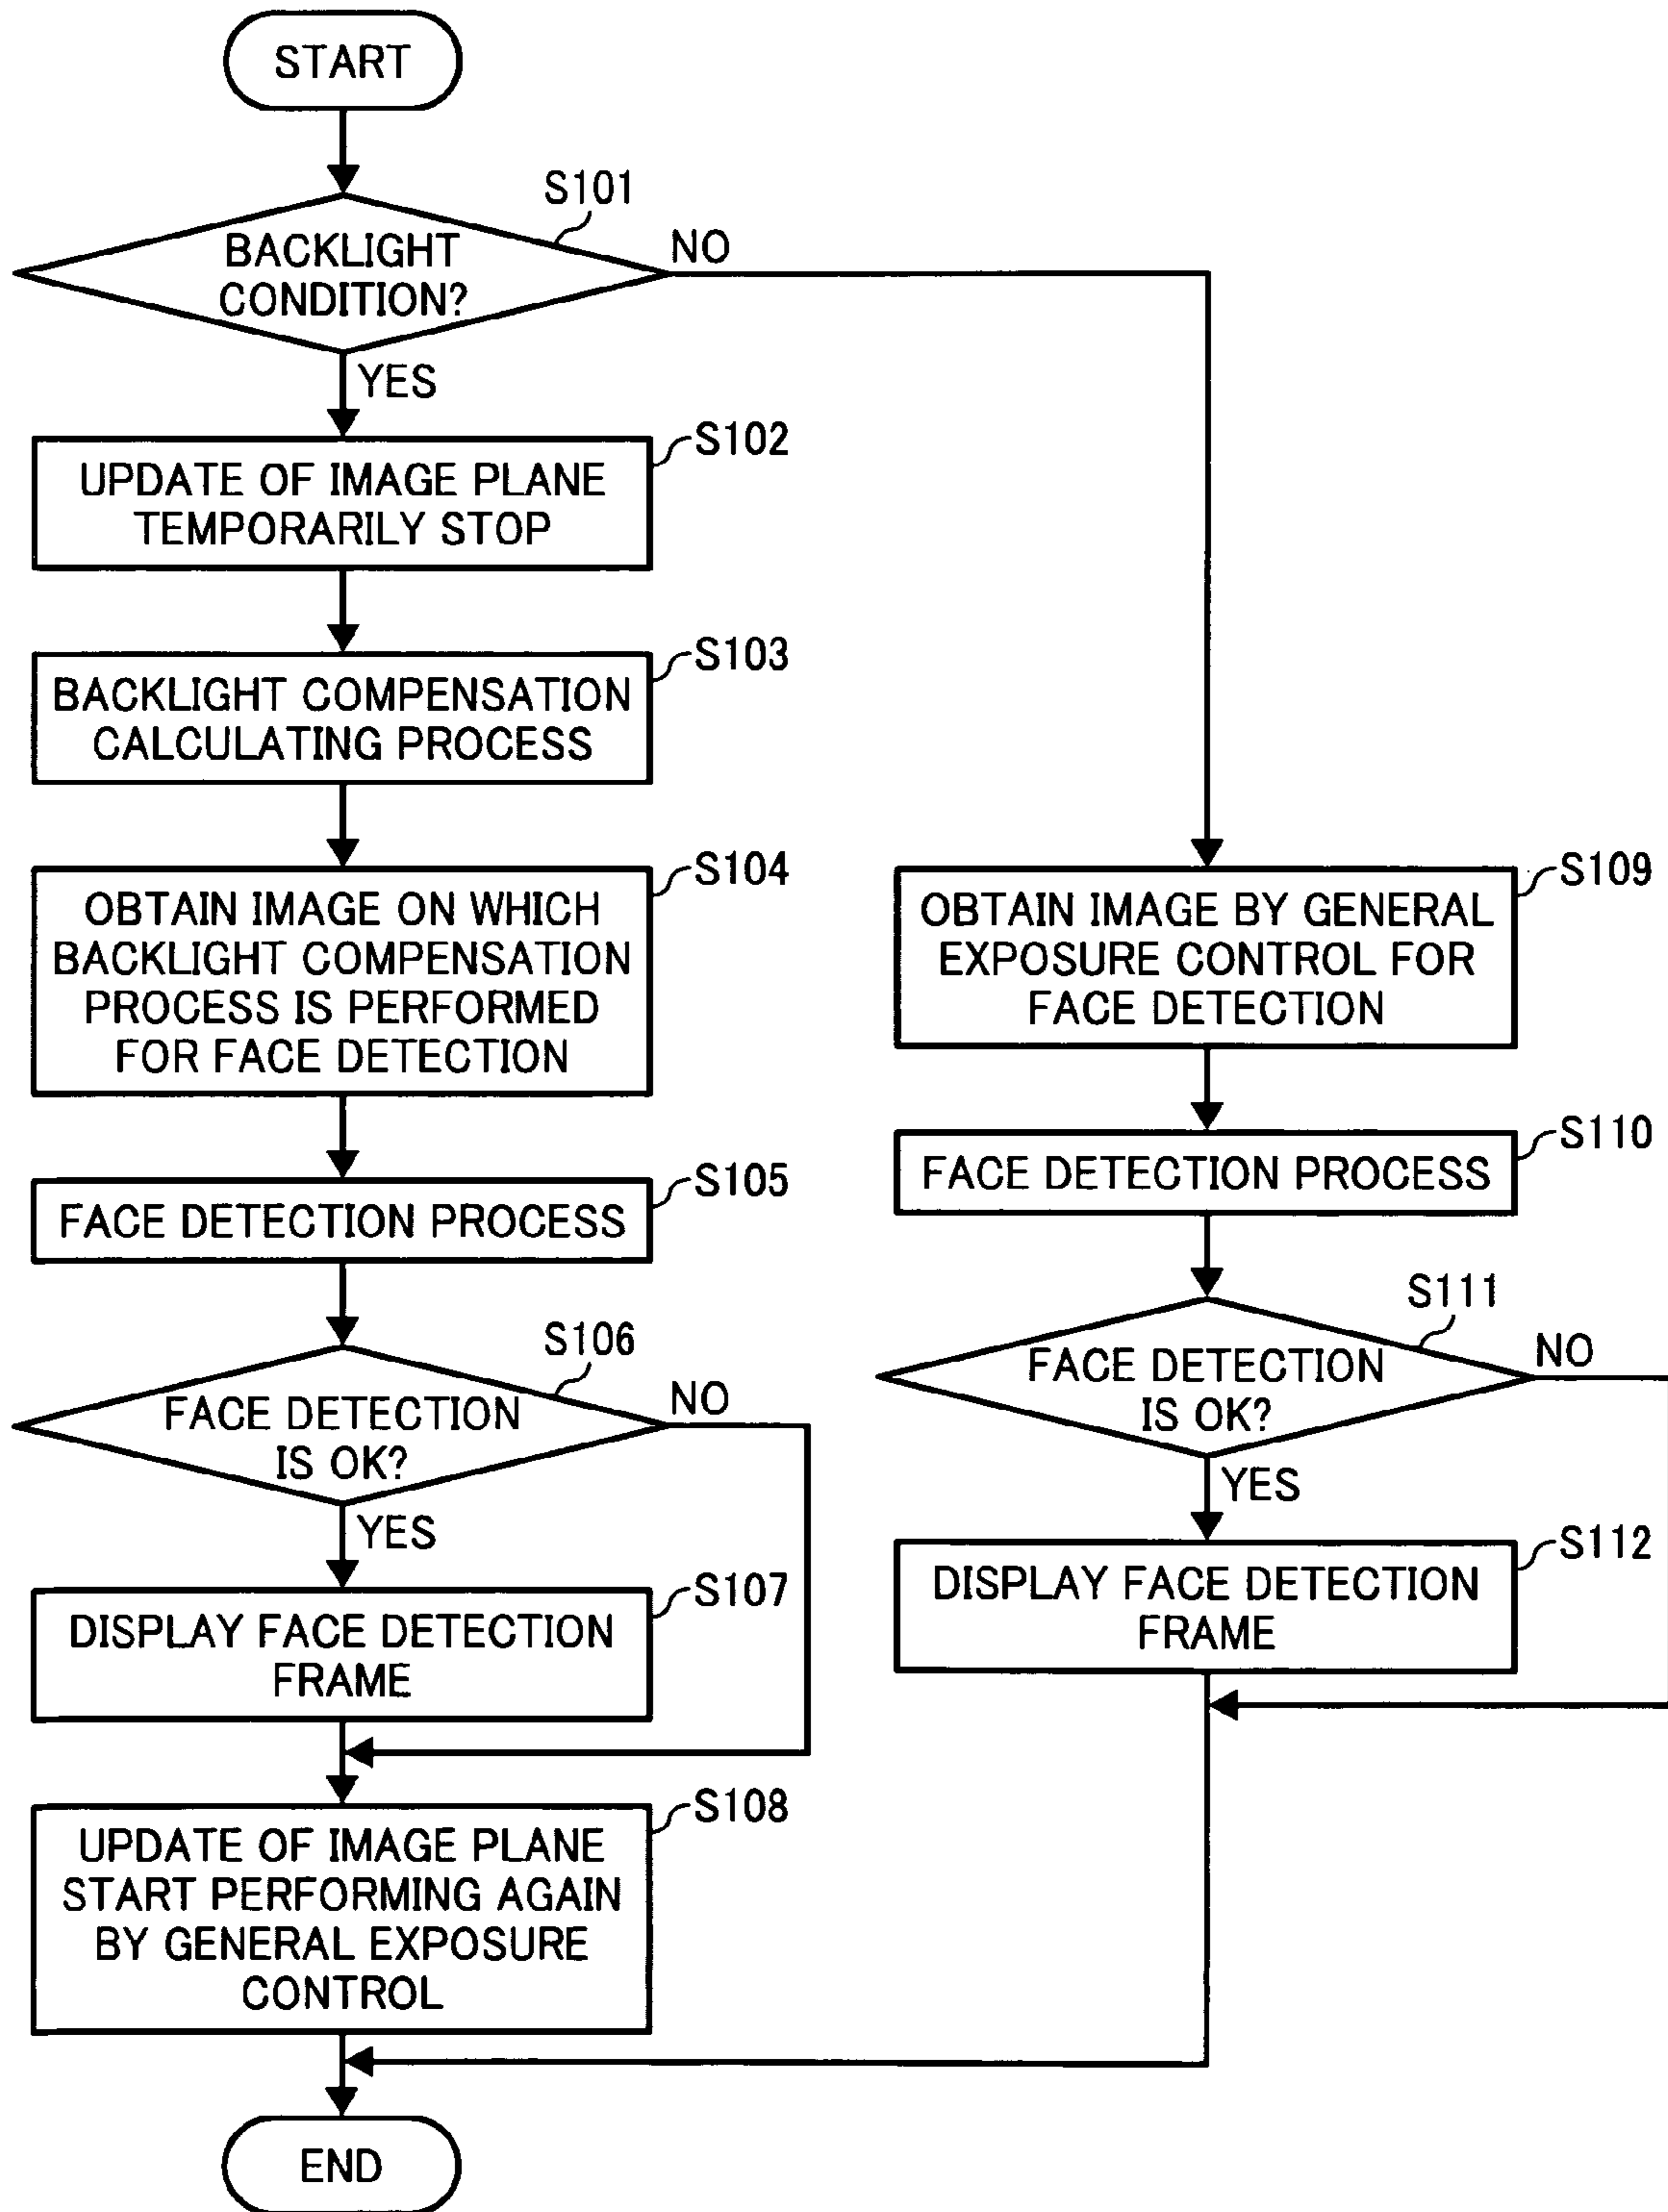 START
S101
BACKLIGHT
CONDITION?
NO
YES
S102
UPDATE OF IMAGE PLANE
TEMPORARILY STOP
S103
BACKLIGHT COMPENSATION
CALCULATING PROCESS
S104
OBTAIN IMAGE ON WHICH
BACKLIGHT COMPENSATION
PROCESS IS PERFORMED
FOR FACE DETECTION
S105
FACE DETECTION PROCESS
S106
FACE DETECTION
IS OK?
NO
YES
S107
DISPLAY FACE DETECTION
FRAME
S108
UPDATE OF IMAGE PLANE
START PERFORMING AGAIN
BY GENERAL EXPOSURE
CONTROL
S109
OBTAIN IMAGE BY GENERAL
EXPOSURE CONTROL FOR
FACE DETECTION
S110
FACE DETECTION PROCESS
S111
FACE DETECTION
IS OK?
NO
YES
S112
DISPLAY FACE DETECTION
FRAME
END